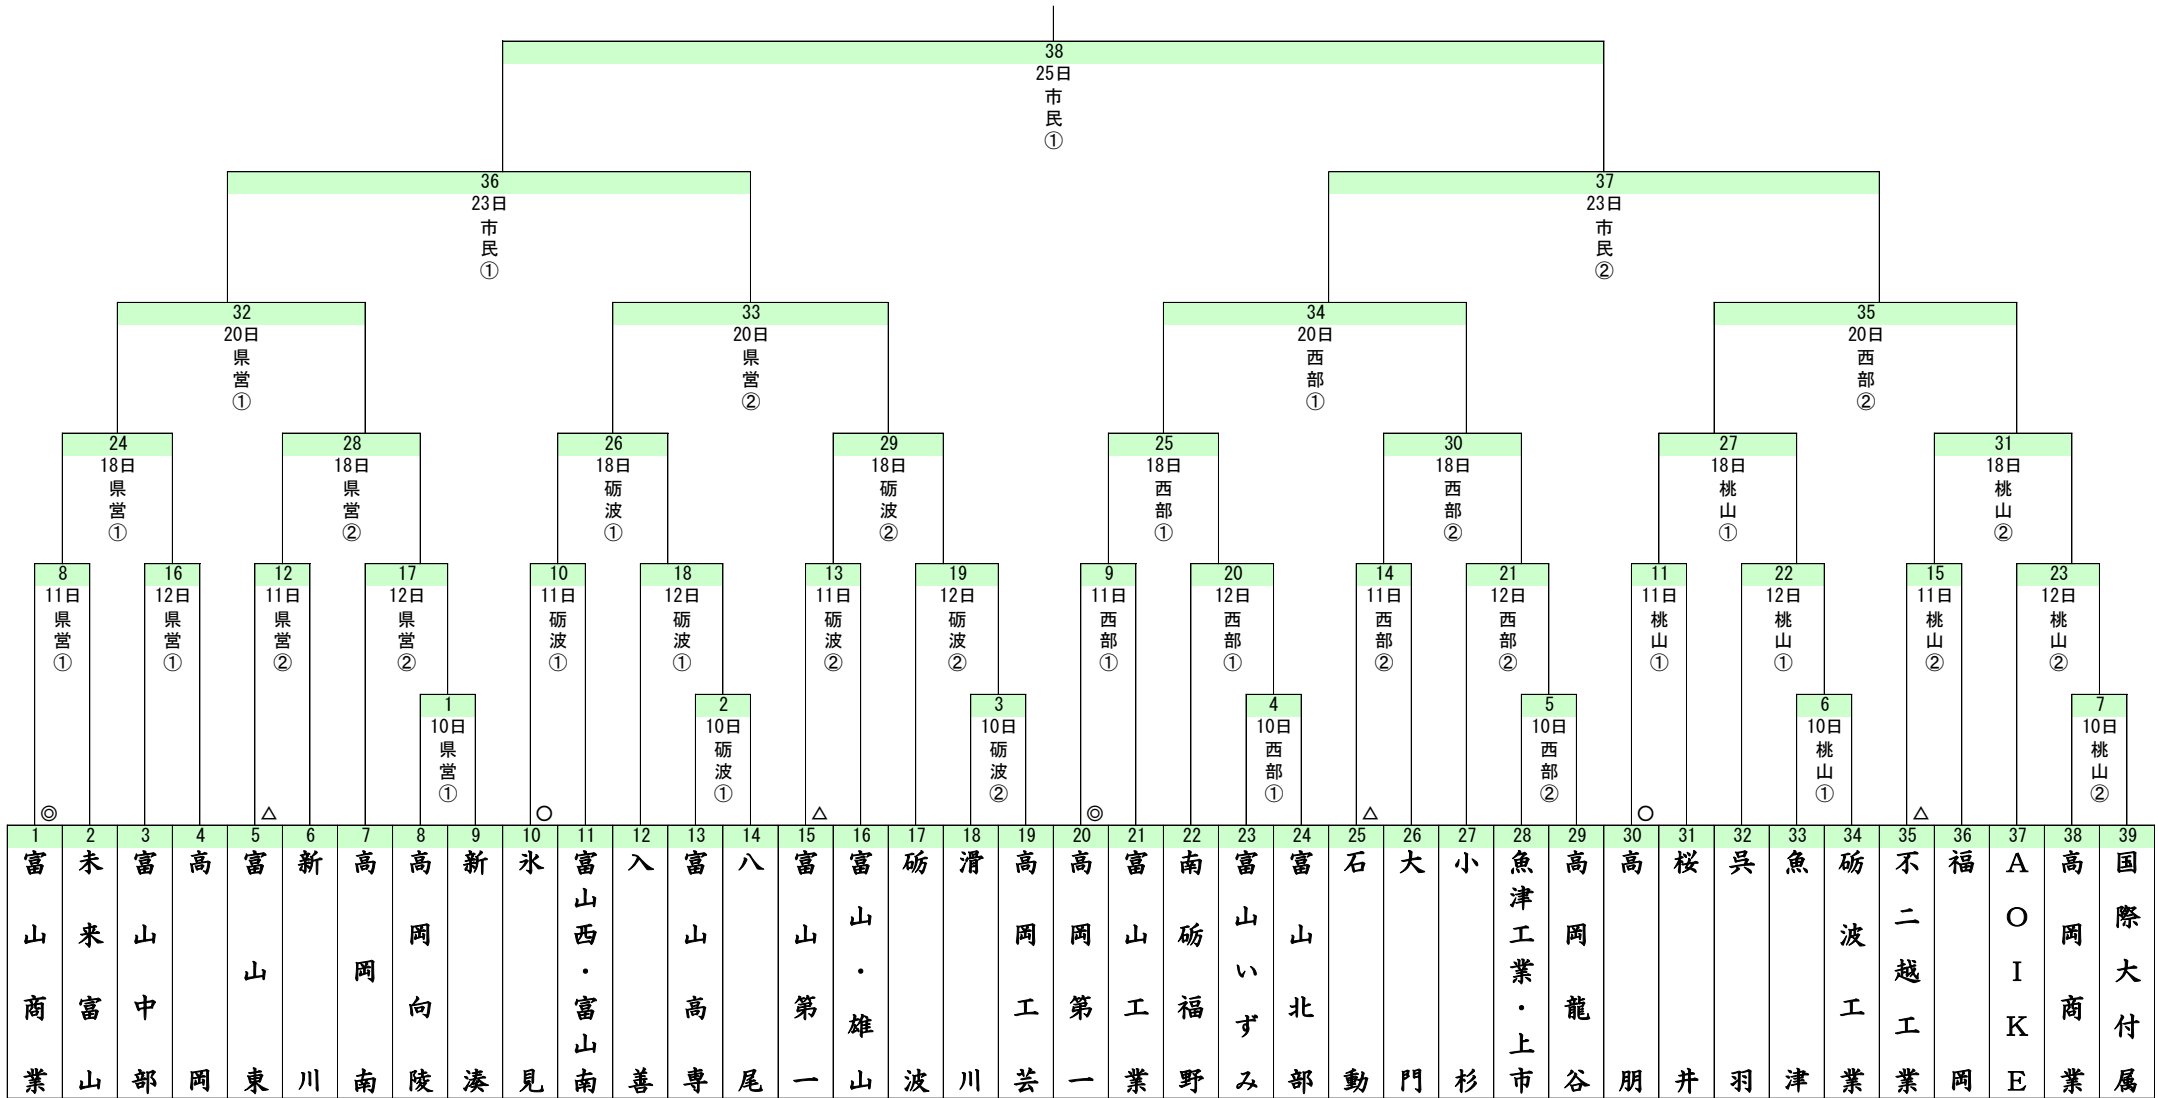 38
25日
市民①
36
23日
市民①
37
23日
市民②
32
20日
県営①
33
20日
県営②
34
20日
西部①
35
20日
西部②
24
18日
県営①
28
18日
県営②
26
18日
砺波①
29
18日
砺波②
25
18日
西部①
30
18日
西部②
27
18日
桃山①
31
18日
桃山②
8
11日
県営①
16
12日
県営①
12
11日
県営②
17
12日
県営②
10
11日
砺波①
18
12日
砺波①
13
11日
砺波②
19
12日
砺波②
9
11日
西部①
20
12日
西部①
14
11日
西部②
21
12日
西部②
11
11日
桃山①
22
12日
桃山①
15
11日
桃山②
23
12日
桃山②
1
10日
県営①
2
10日
砺波①
3
10日
砺波②
4
10日
西部①
5
10日
西部②
6
10日
桃山①
7
10日
桃山②
◎ △ ○ △ ◎ △ ○ △
1 富山商業
2 未来富山
3 富山中部
4 高岡
5 富山東
6 新川
7 高岡南
8 高岡向陵
9 新湊
10 氷見
11 富山西・富山南
12 入善
13 富山高専
14 八尾
15 富山第一
16 富山・雄山
17 砺波
18 滑川
19 高岡工芸
20 高岡第一
21 富山工業
22 南砺福野
23 富山いずみ
24 富山北部
25 石動
26 大門
27 小杉
28 魚津工業・上市
29 高岡龍谷
30 高朋
31 桜井
32 呉羽
33 魚津
34 砺波工業
35 不二越工業
36 福岡
37 AOIKE
38 高岡商業
39 国際大付属